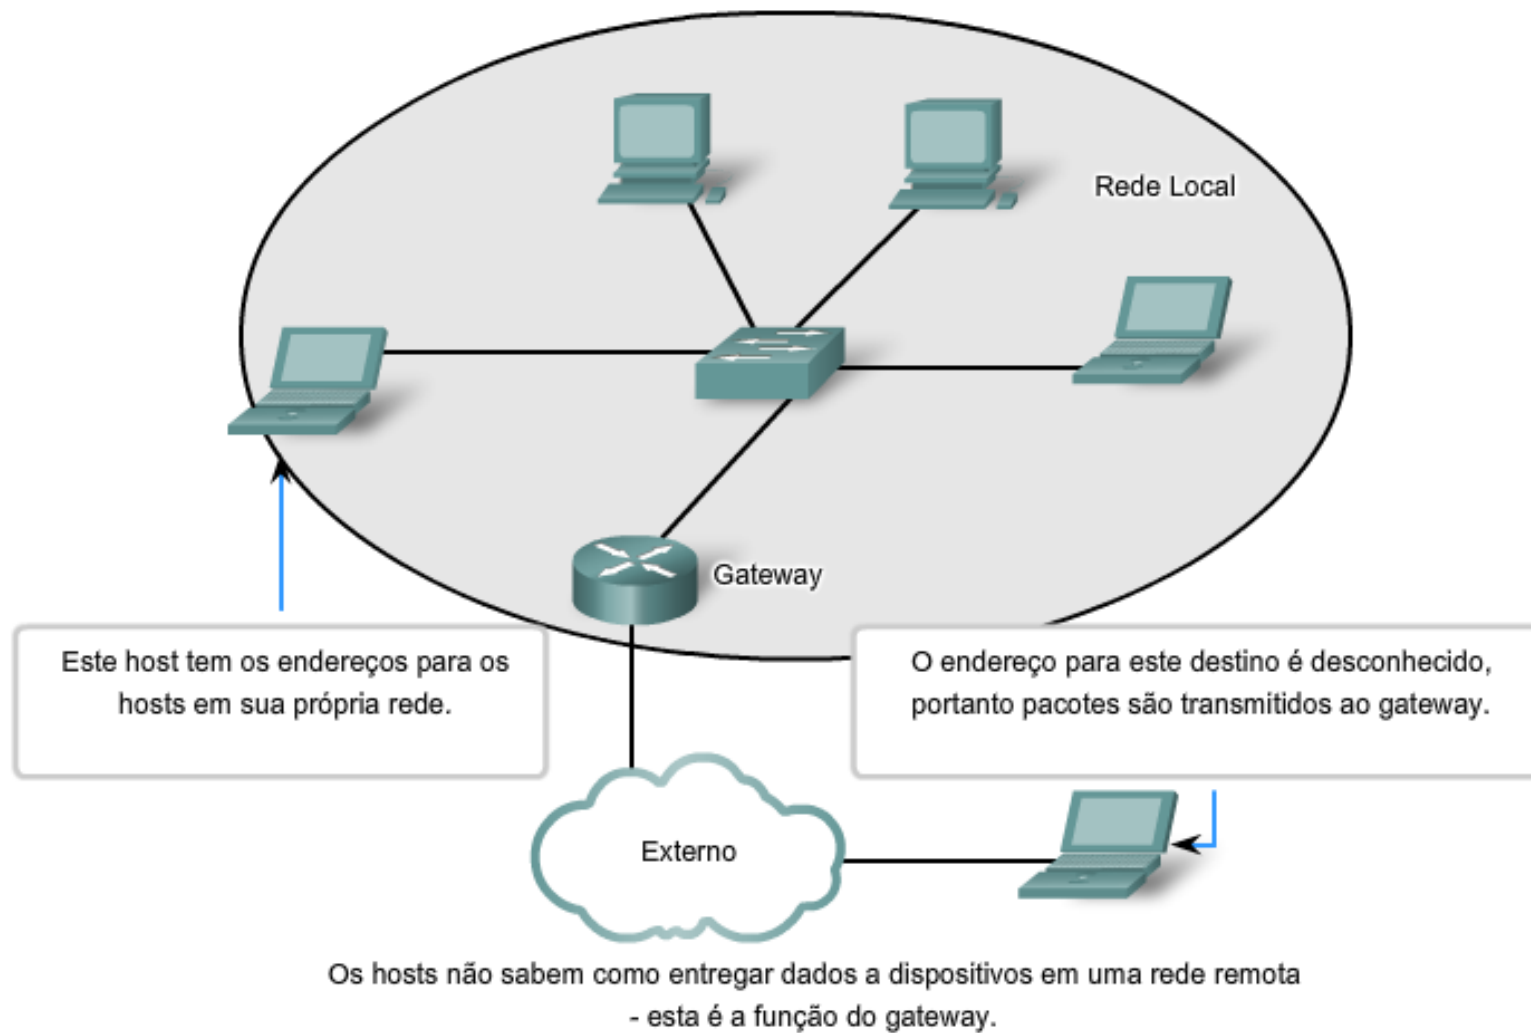 Rede Local
Gateway
Este host tem os endereços para os
hosts em sua própria rede.
O endereço para este destino é desconhecido,
portanto pacotes são transmitidos ao gateway.
Externo
Os hosts não sabem como entregar dados a dispositivos em uma rede remota
- esta é a função do gateway.